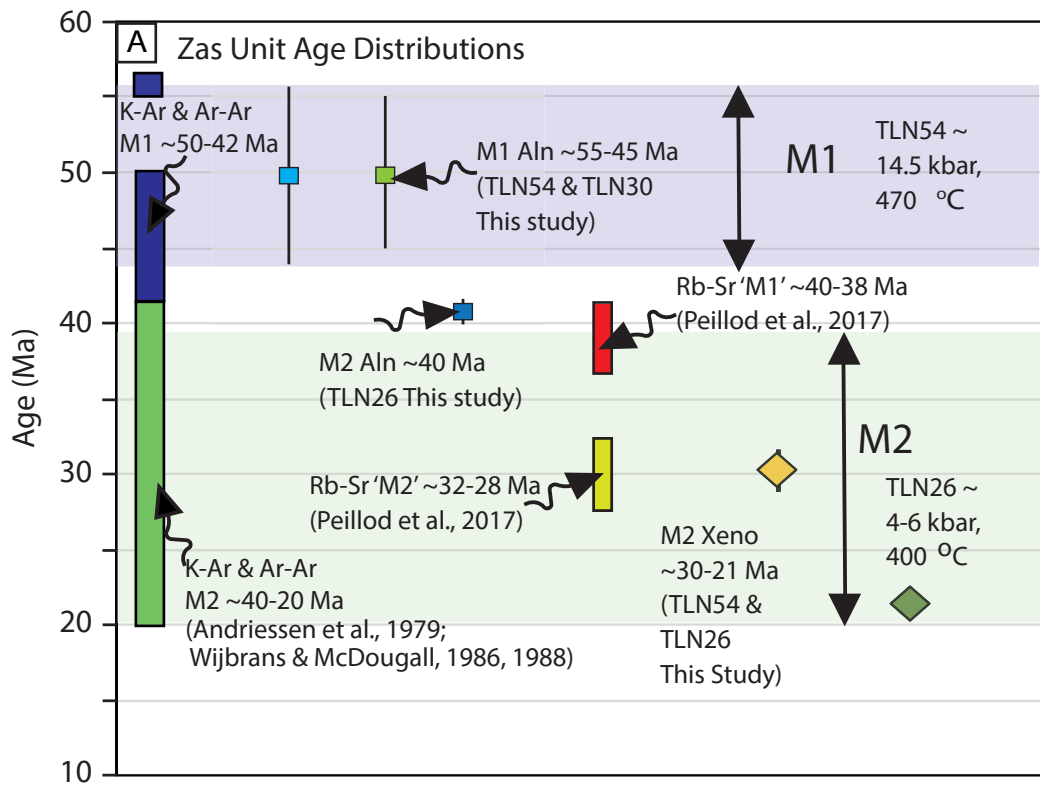 A Zas Unit Age Distributions
Age (Ma)
60
50
40
30
20
10
K-Ar & Ar-Ar
M1 ~50-42 Ma
M1 Aln ~55-45 Ma
(TLN54 & TLN30
This study)
M1
TLN54 ~
14.5 kbar,
470 °C
Rb-Sr ‘M1’ ~40-38 Ma
(Peillod et al., 2017)
M2 Aln ~40 Ma
(TLN26 This study)
M2
Rb-Sr ‘M2’ ~32-28 Ma
(Peillod et al., 2017)
TLN26 ~
4-6 kbar,
400 °C
M2 Xeno
~30-21 Ma
(TLN54 &
TLN26
This Study)
K-Ar & Ar-Ar
M2 ~40-20 Ma
(Andriessen et al., 1979;
Wijbrans & McDougall, 1986, 1988)